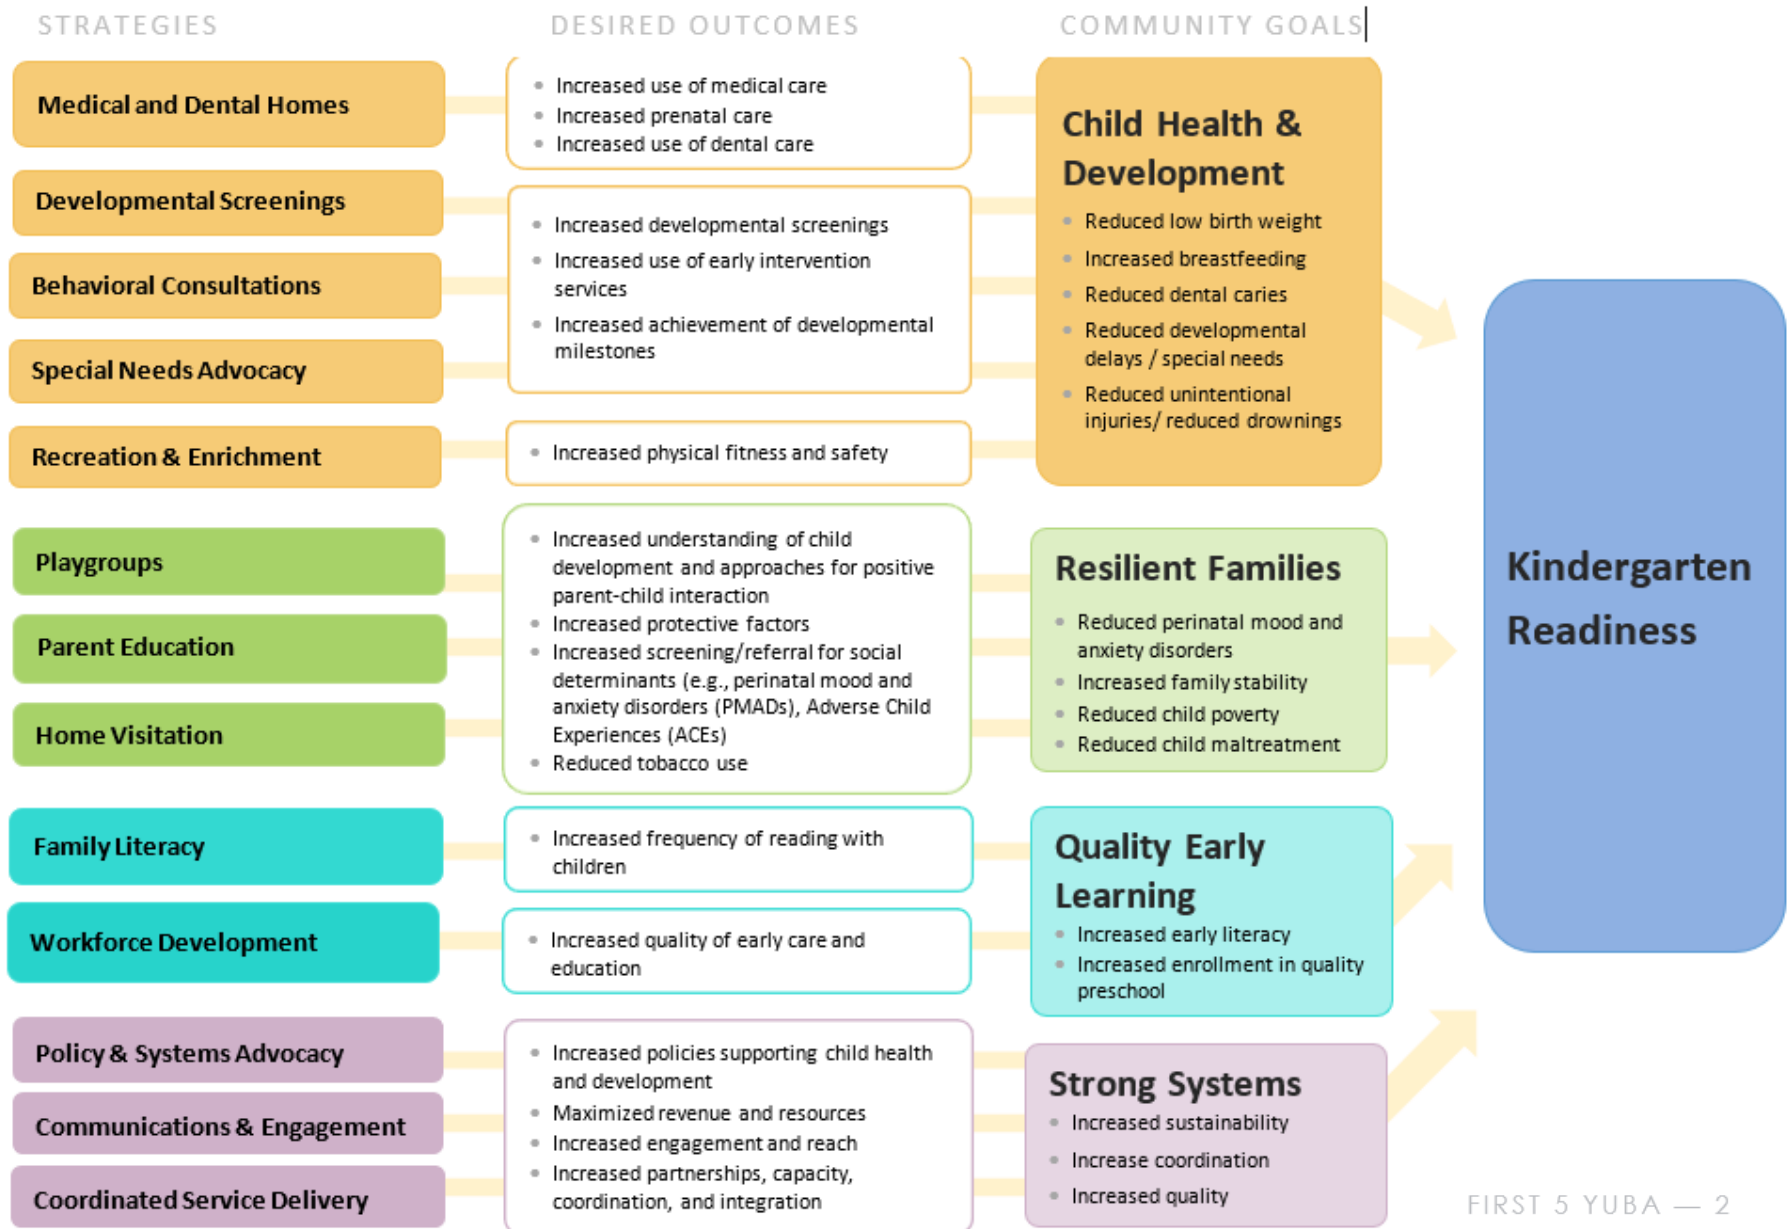 STRATEGIES
DESIRED OUTCOMES
COMMUNITY GOALS
Medical and Dental Homes
Developmental Screenings
Behavioral Consultations
Special Needs Advocacy
Recreation & Enrichment
Playgroups
Parent Education
Home Visitation
Family Literacy
Workforce Development
Policy & Systems Advocacy
Communications & Engagement
Coordinated Service Delivery
• Increased use of medical care
• Increased prenatal care
• Increased use of dental care
• Increased developmental screenings
• Increased use of early intervention
services
• Increased achievement of developmental
milestones
• Increased physical fitness and safety
• Increased understanding of child
development and approaches for positive
parent-child interaction
• Increased protective factors
• Increased screening/referral for social
determinants (e.g., perinatal mood and
anxiety disorders (PMADs), Adverse Child
Experiences (ACEs)
• Reduced tobacco use
• Increased frequency of reading with
children
• Increased quality of early care and
education
• Increased policies supporting child health
and development
• Maximized revenue and resources
• Increased engagement and reach
• Increased partnerships, capacity,
coordination, and integration
Child Health &
Development
• Reduced low birth weight
• Increased breastfeeding
• Reduced dental caries
• Reduced developmental
delays / special needs
• Reduced unintentional
injuries/ reduced drownings
Resilient Families
• Reduced perinatal mood and
anxiety disorders
• Increased family stability
• Reduced child poverty
• Reduced child maltreatment
Quality Early
Learning
• Increased early literacy
• Increased enrollment in quality
preschool
Strong Systems
• Increased sustainability
• Increase coordination
• Increased quality
Kindergarten
Readiness
FIRST 5 YUBA — 2